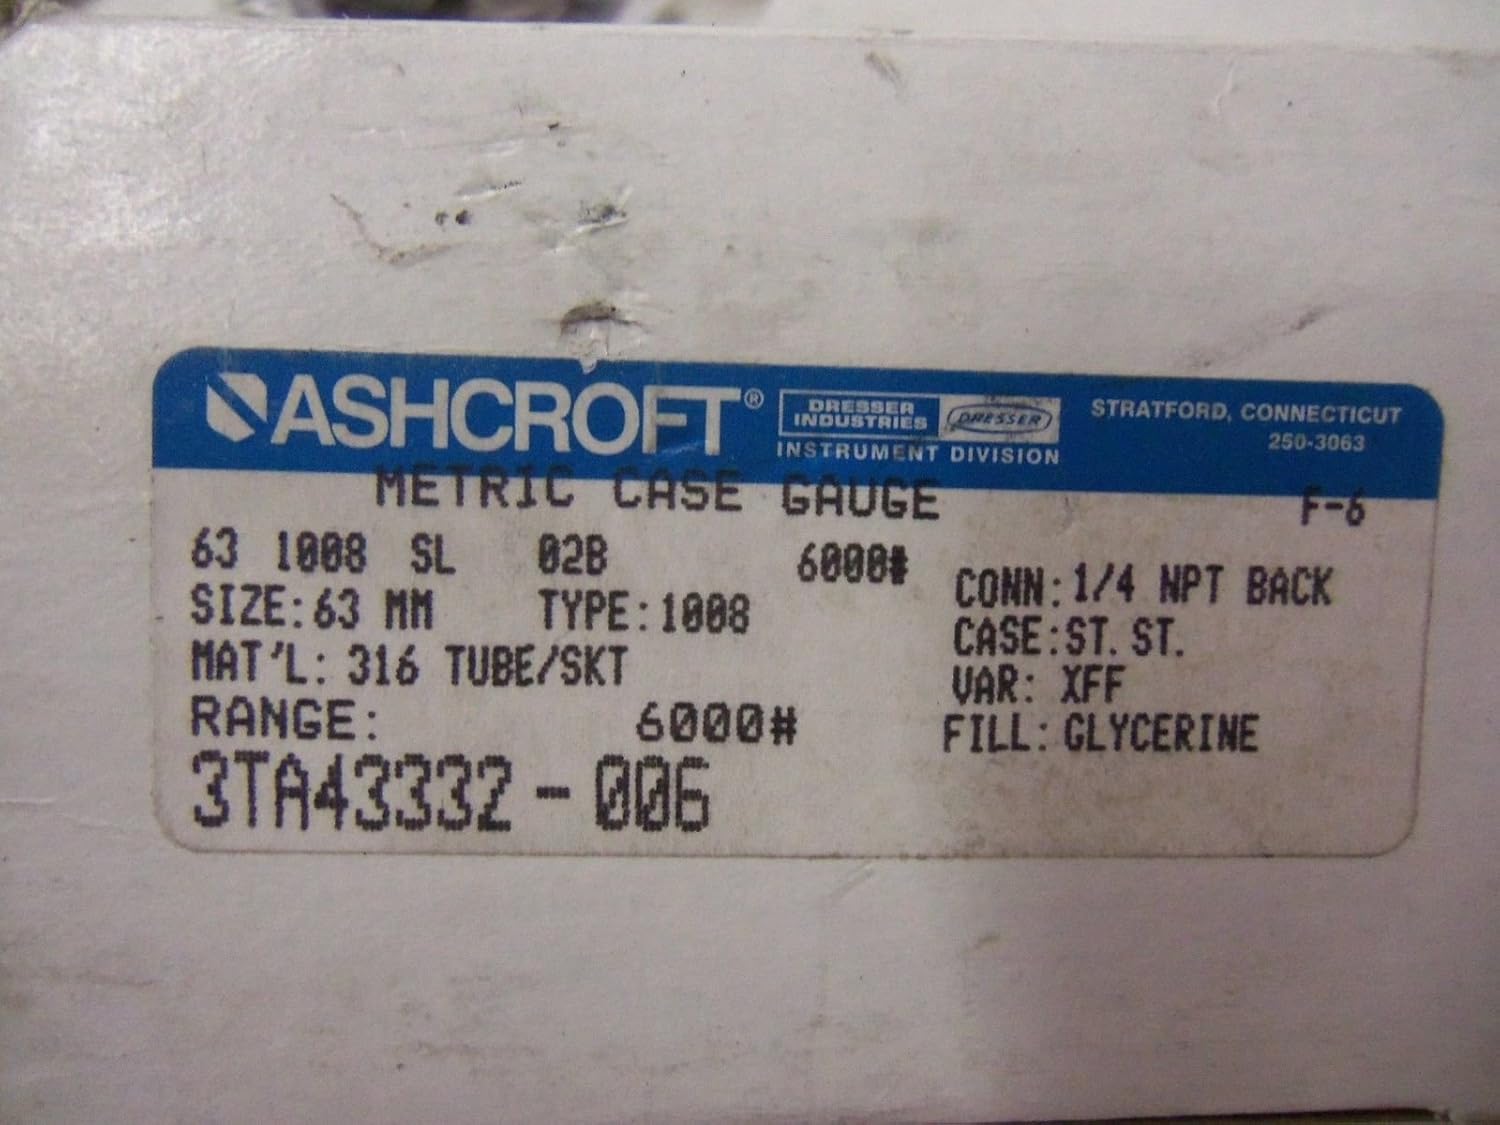 ASHCROFT® DRESSER INDUSTRIES DRESSER STRATFORD, CONNECTICUT
INSTRUMENT DIVISION 250-3063
METRIC CASE GAUGE F-6
63 1008 SL 02B 6000# CONN: 1/4 NPT BACK
SIZE: 63 MM TYPE: 1008 CASE: ST. ST.
MAT'L: 316 TUBE/SKT VAR: XFF
RANGE: 6000# FILL: GLYCERINE
3TA43332-006